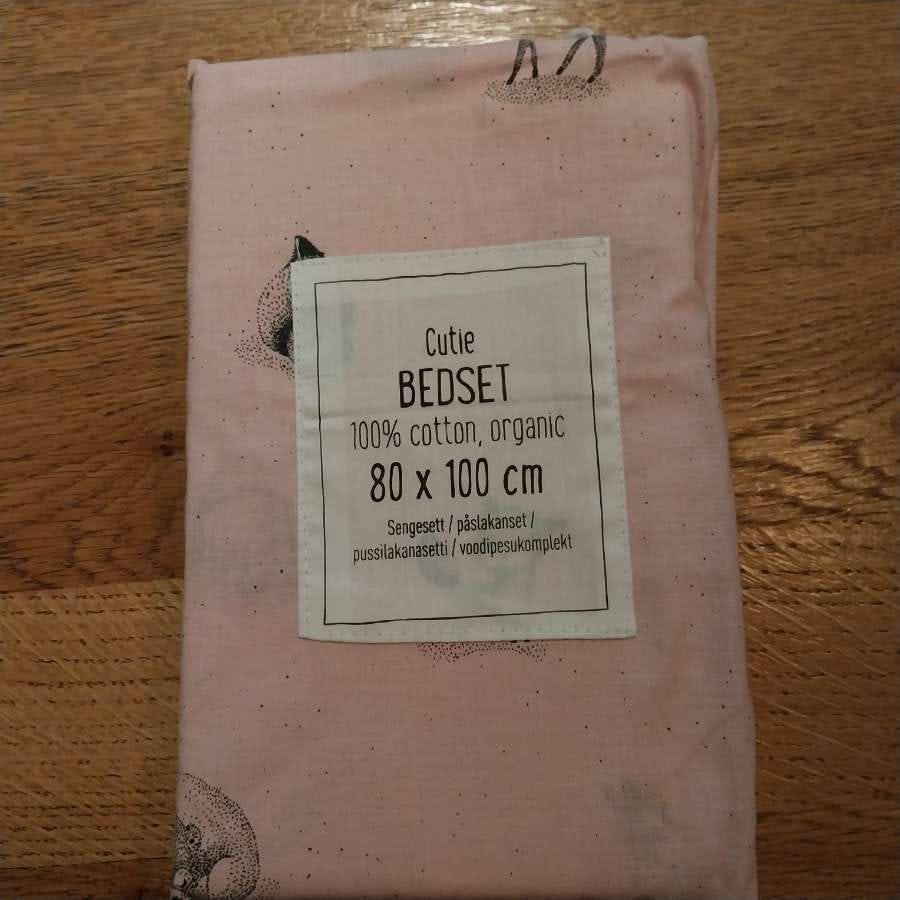 Cutie
BEDSET
100% cotton, organic
80 x 100 cm
Sengesett / påslakanset /
pussilakanasetti / voodipesukomplekt